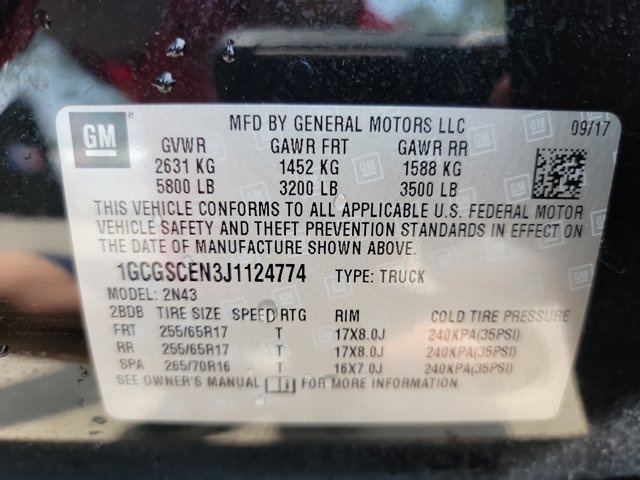 GM MFD BY GENERAL MOTORS LLC 09/17
GVWR GAWR FRT GAWR RR
2631 KG 1452 KG 1588 KG
5800 LB 3200 LB 3500 LB
THIS VEHICLE CONFORMS TO ALL APPLICABLE U.S. FEDERAL MOTOR
VEHICLE SAFETY AND THEFT PREVENTION STANDARDS IN EFFECT ON
THE DATE OF MANUFACTURE SHOWN ABOVE.
1GCGSCEN3J1124774 TYPE: TRUCK
MODEL: 2N43
2BDB TIRE SIZE SPEED RTG RIM COLD TIRE PRESSURE
FRT 255/65R17 T 17X8.0J 240KPA(35PSI)
RR 255/65R17 T 17X8.0J 240KPA(35PSI)
SPA 265/70R16 T 16X7.0J 240KPA(35PSI)
SEE OWNER'S MANUAL FOR MORE INFORMATION.